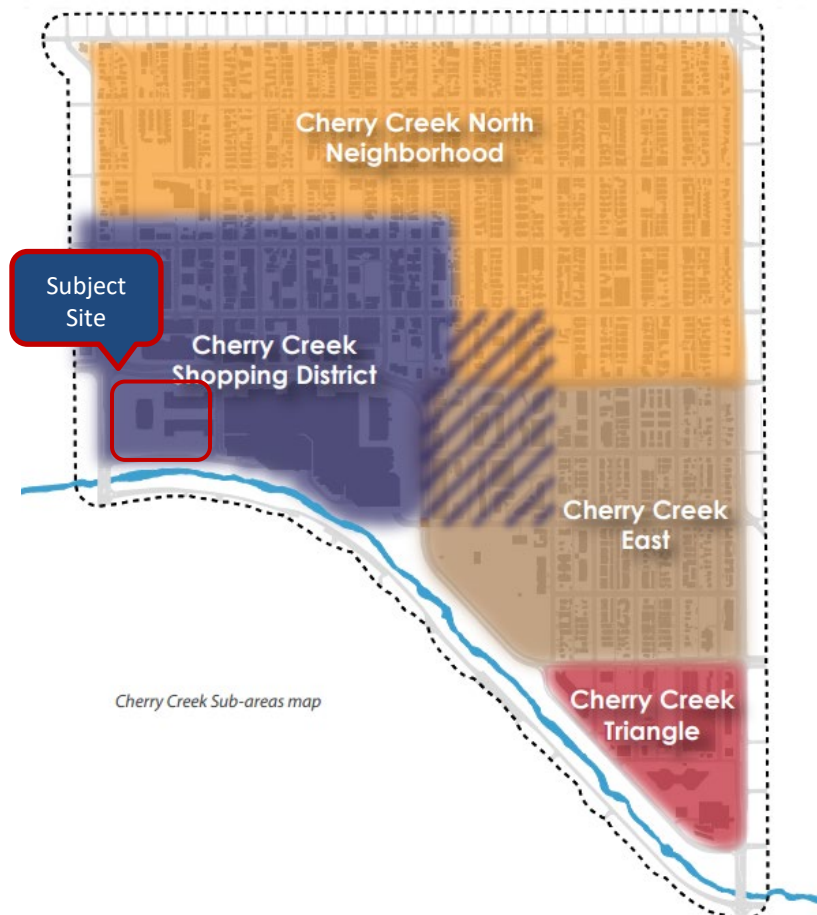 Cherry Creek North
Neighborhood
Subject
Site
Cherry Creek
Shopping District
Cherry Creek
East
Cherry Creek
Triangle
Cherry Creek Sub-areas map